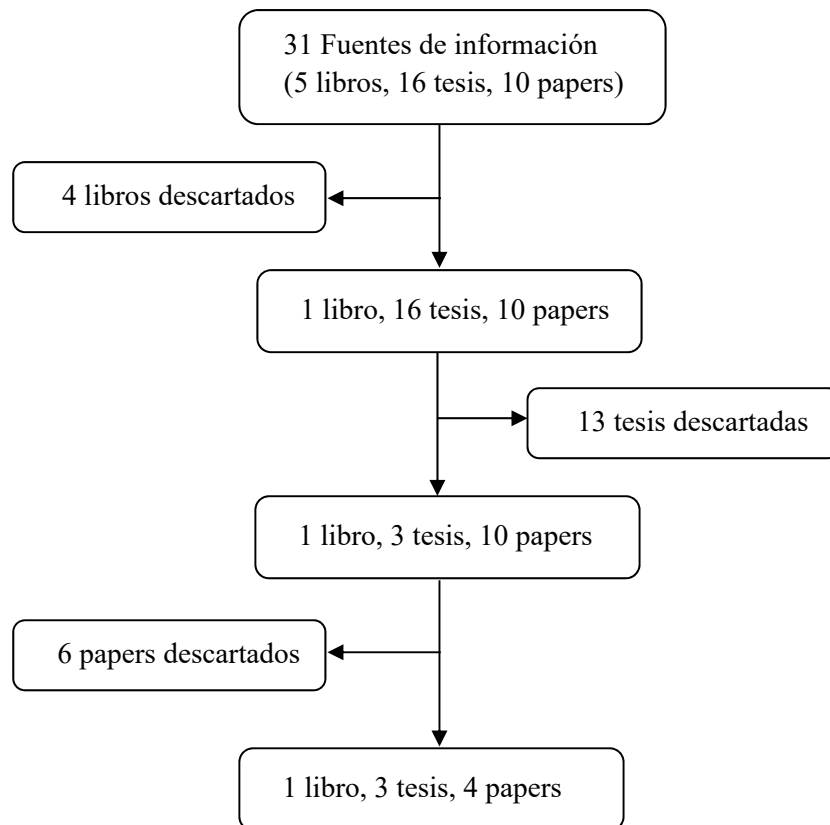 31 Fuentes de información
(5 libros, 16 tesis, 10 papers)
4 libros descartados
1 libro, 16 tesis, 10 papers
13 tesis descartadas
1 libro, 3 tesis, 10 papers
6 papers descartados
1 libro, 3 tesis, 4 papers